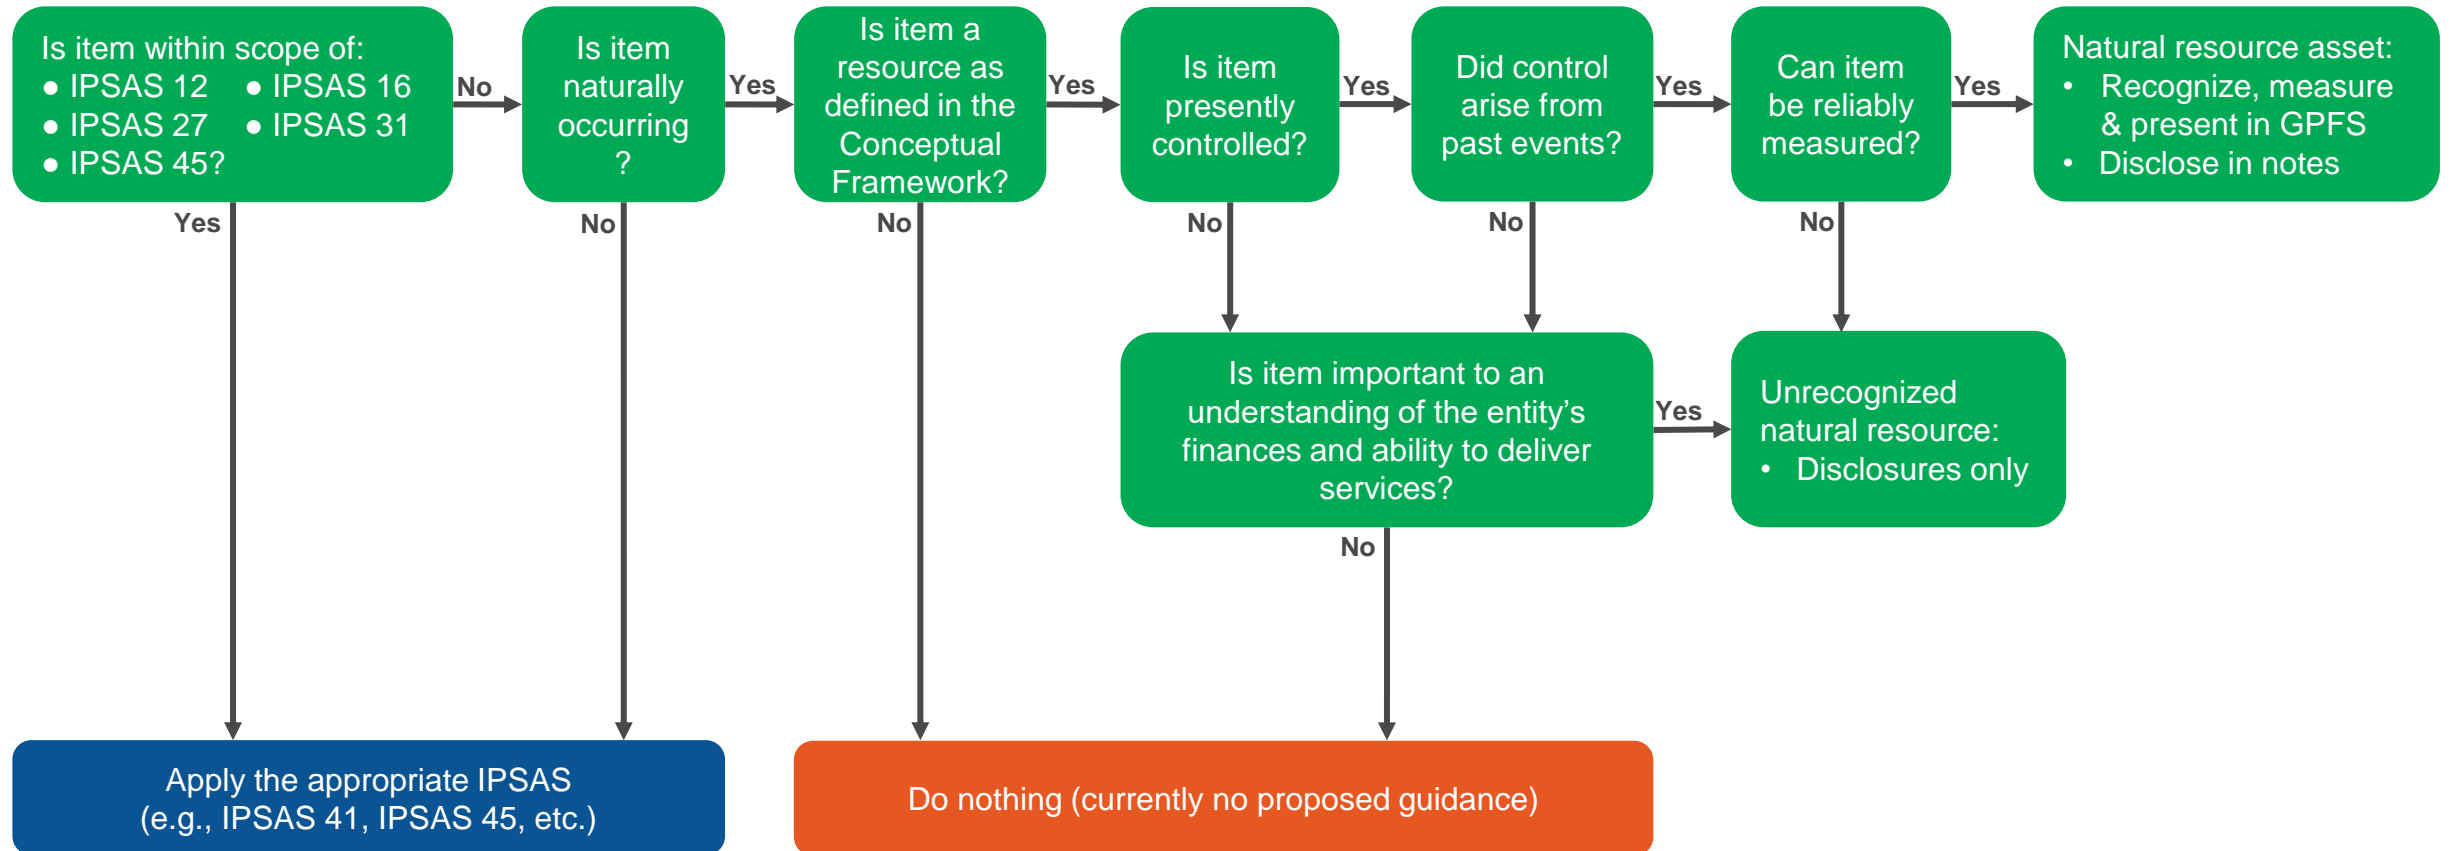 Is item within scope of:
● IPSAS 12 ● IPSAS 16
● IPSAS 27 ● IPSAS 31
● IPSAS 45?
No
Yes
Is item
naturally
occurring
?
Yes
No
Is item a
resource as
defined in the
Conceptual
Framework?
Yes
No
Is item
presently
controlled?
Yes
No
Did control
arise from
past events?
Yes
No
Can item
be reliably
measured?
Yes
No
Natural resource asset:
• Recognize, measure
& present in GPFS
• Disclose in notes
Is item important to an
understanding of the entity’s
finances and ability to deliver
services?
Yes
No
Unrecognized
natural resource:
• Disclosures only
Apply the appropriate IPSAS
(e.g., IPSAS 41, IPSAS 45, etc.)
Do nothing (currently no proposed guidance)